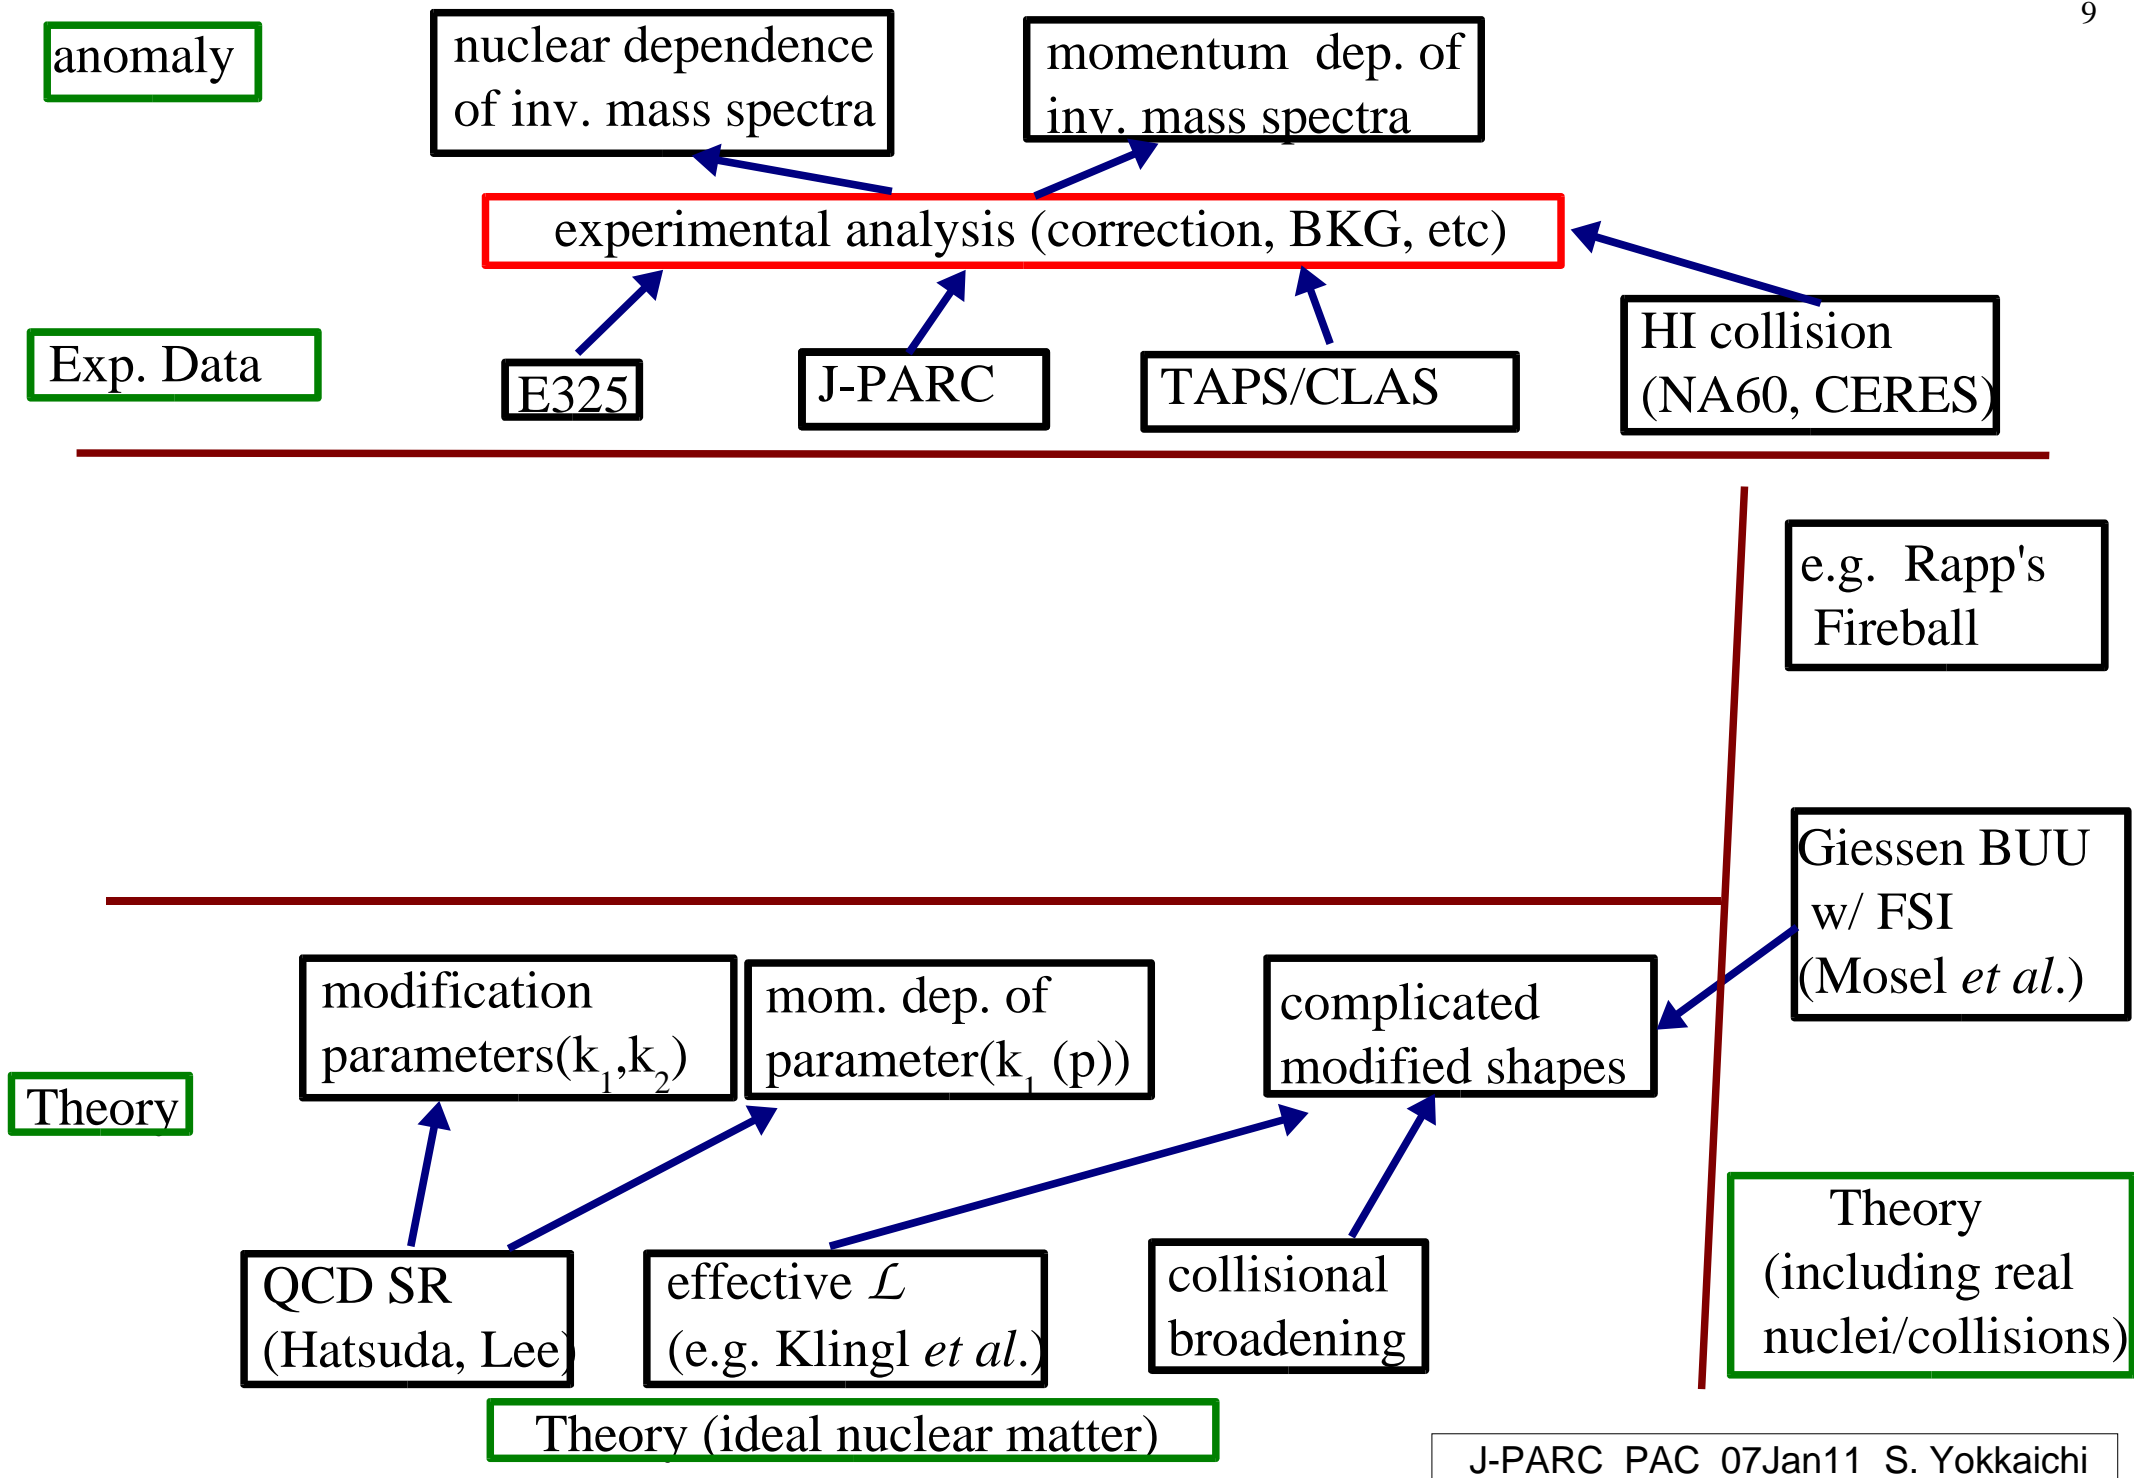 9
anomaly
nuclear dependence
of inv. mass spectra
momentum dep. of
inv. mass spectra
experimental analysis (correction, BKG, etc)
Exp. Data
E325
J-PARC
TAPS/CLAS
HI collision
(NA60, CERES)
e.g. Rapp's
Fireball
Giessen BUU
w/ FSI
(Mosel et al.)
modification
parameters(k₁,k₂)
mom. dep. of
parameter(k₁ (p))
complicated
modified shapes
Theory
QCD SR
(Hatsuda, Lee)
effective ℒ
(e.g. Klingl et al.)
collisional
broadening
Theory
(including real
nuclei/collisions)
Theory (ideal nuclear matter)
J-PARC PAC 07Jan11 S. Yokkaichi